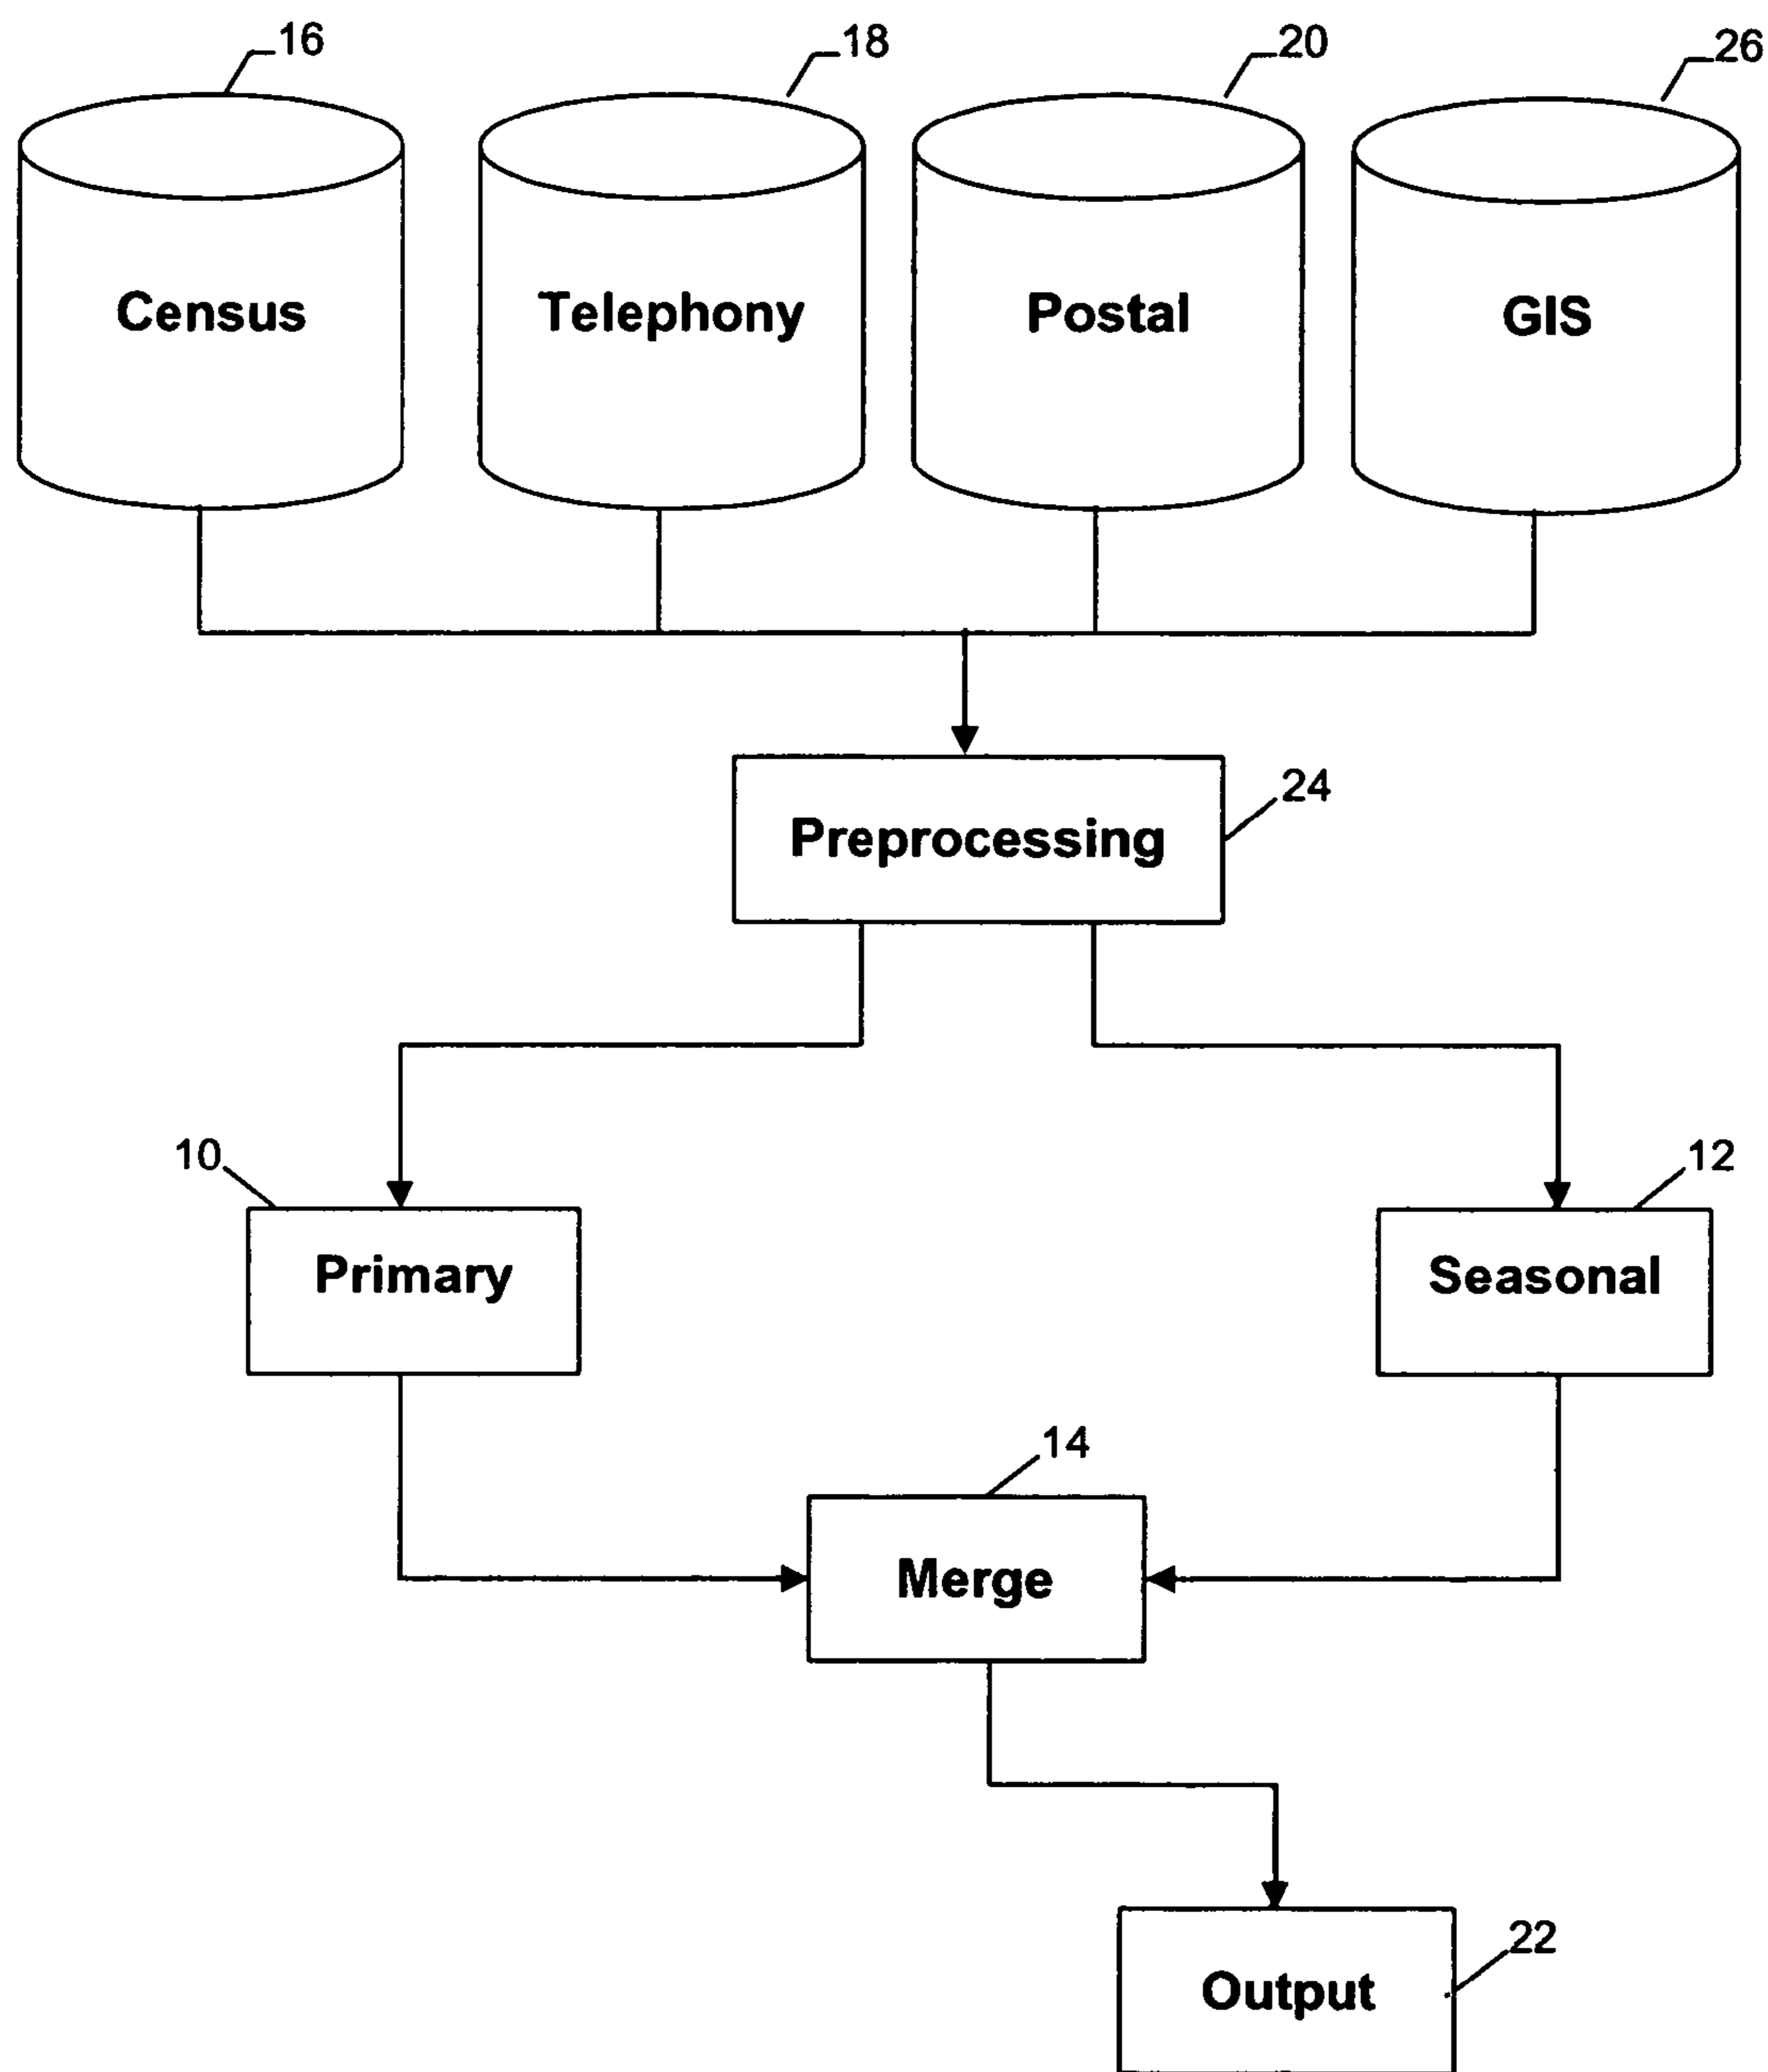 16
18
20
26
Census
Telephony
Postal
GIS
24
Preprocessing
10
12
Primary
Seasonal
14
Merge
22
Output